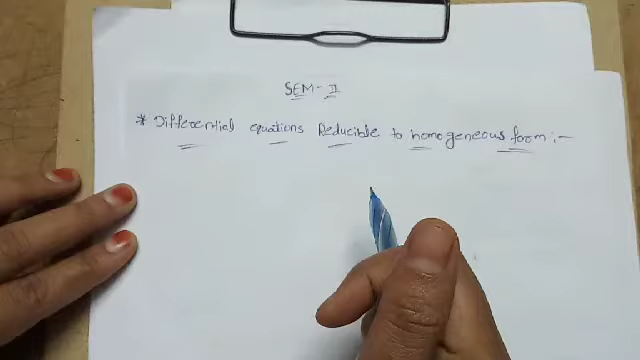 SEM - II
* Differential equations Reducible to homogeneous form :-